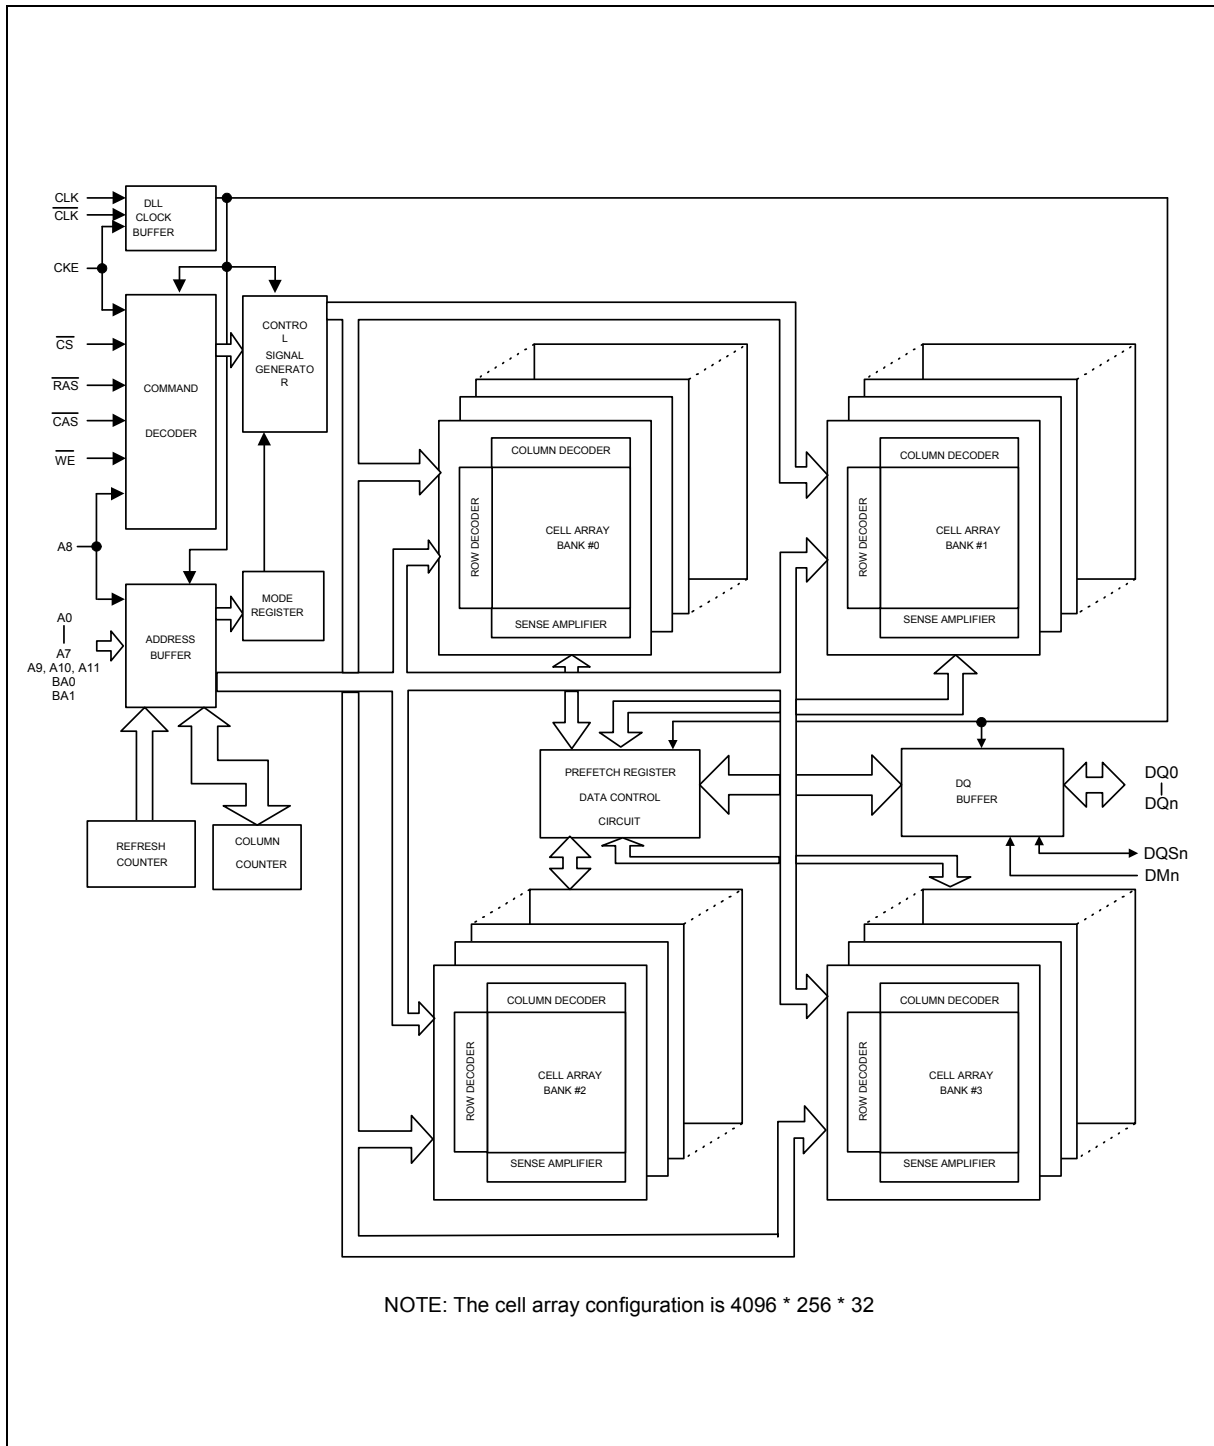 CLK
CLK
CKE
CS
RAS
CAS
WE
A8
A0
A7
A9, A10, A11
BA0
BA1
DLL
CLOCK
BUFFER
COMMAND
DECODER
CONTRO
L
SIGNAL
GENERATO
R
MODE
REGISTER
ADDRESS
BUFFER
REFRESH
COUNTER
COLUMN
COUNTER
COLUMN DECODER
ROW DECODER
CELL ARRAY
BANK #0
SENSE AMPLIFIER
COLUMN DECODER
ROW DECODER
CELL ARRAY
BANK #1
SENSE AMPLIFIER
PREFETCH REGISTER
DATA CONTROL
CIRCUIT
DQ
BUFFER
DQ0
DQn
DQSn
DMn
COLUMN DECODER
ROW DECODER
CELL ARRAY
BANK #2
SENSE AMPLIFIER
COLUMN DECODER
ROW DECODER
CELL ARRAY
BANK #3
SENSE AMPLIFIER
NOTE: The cell array configuration is 4096 * 256 * 32